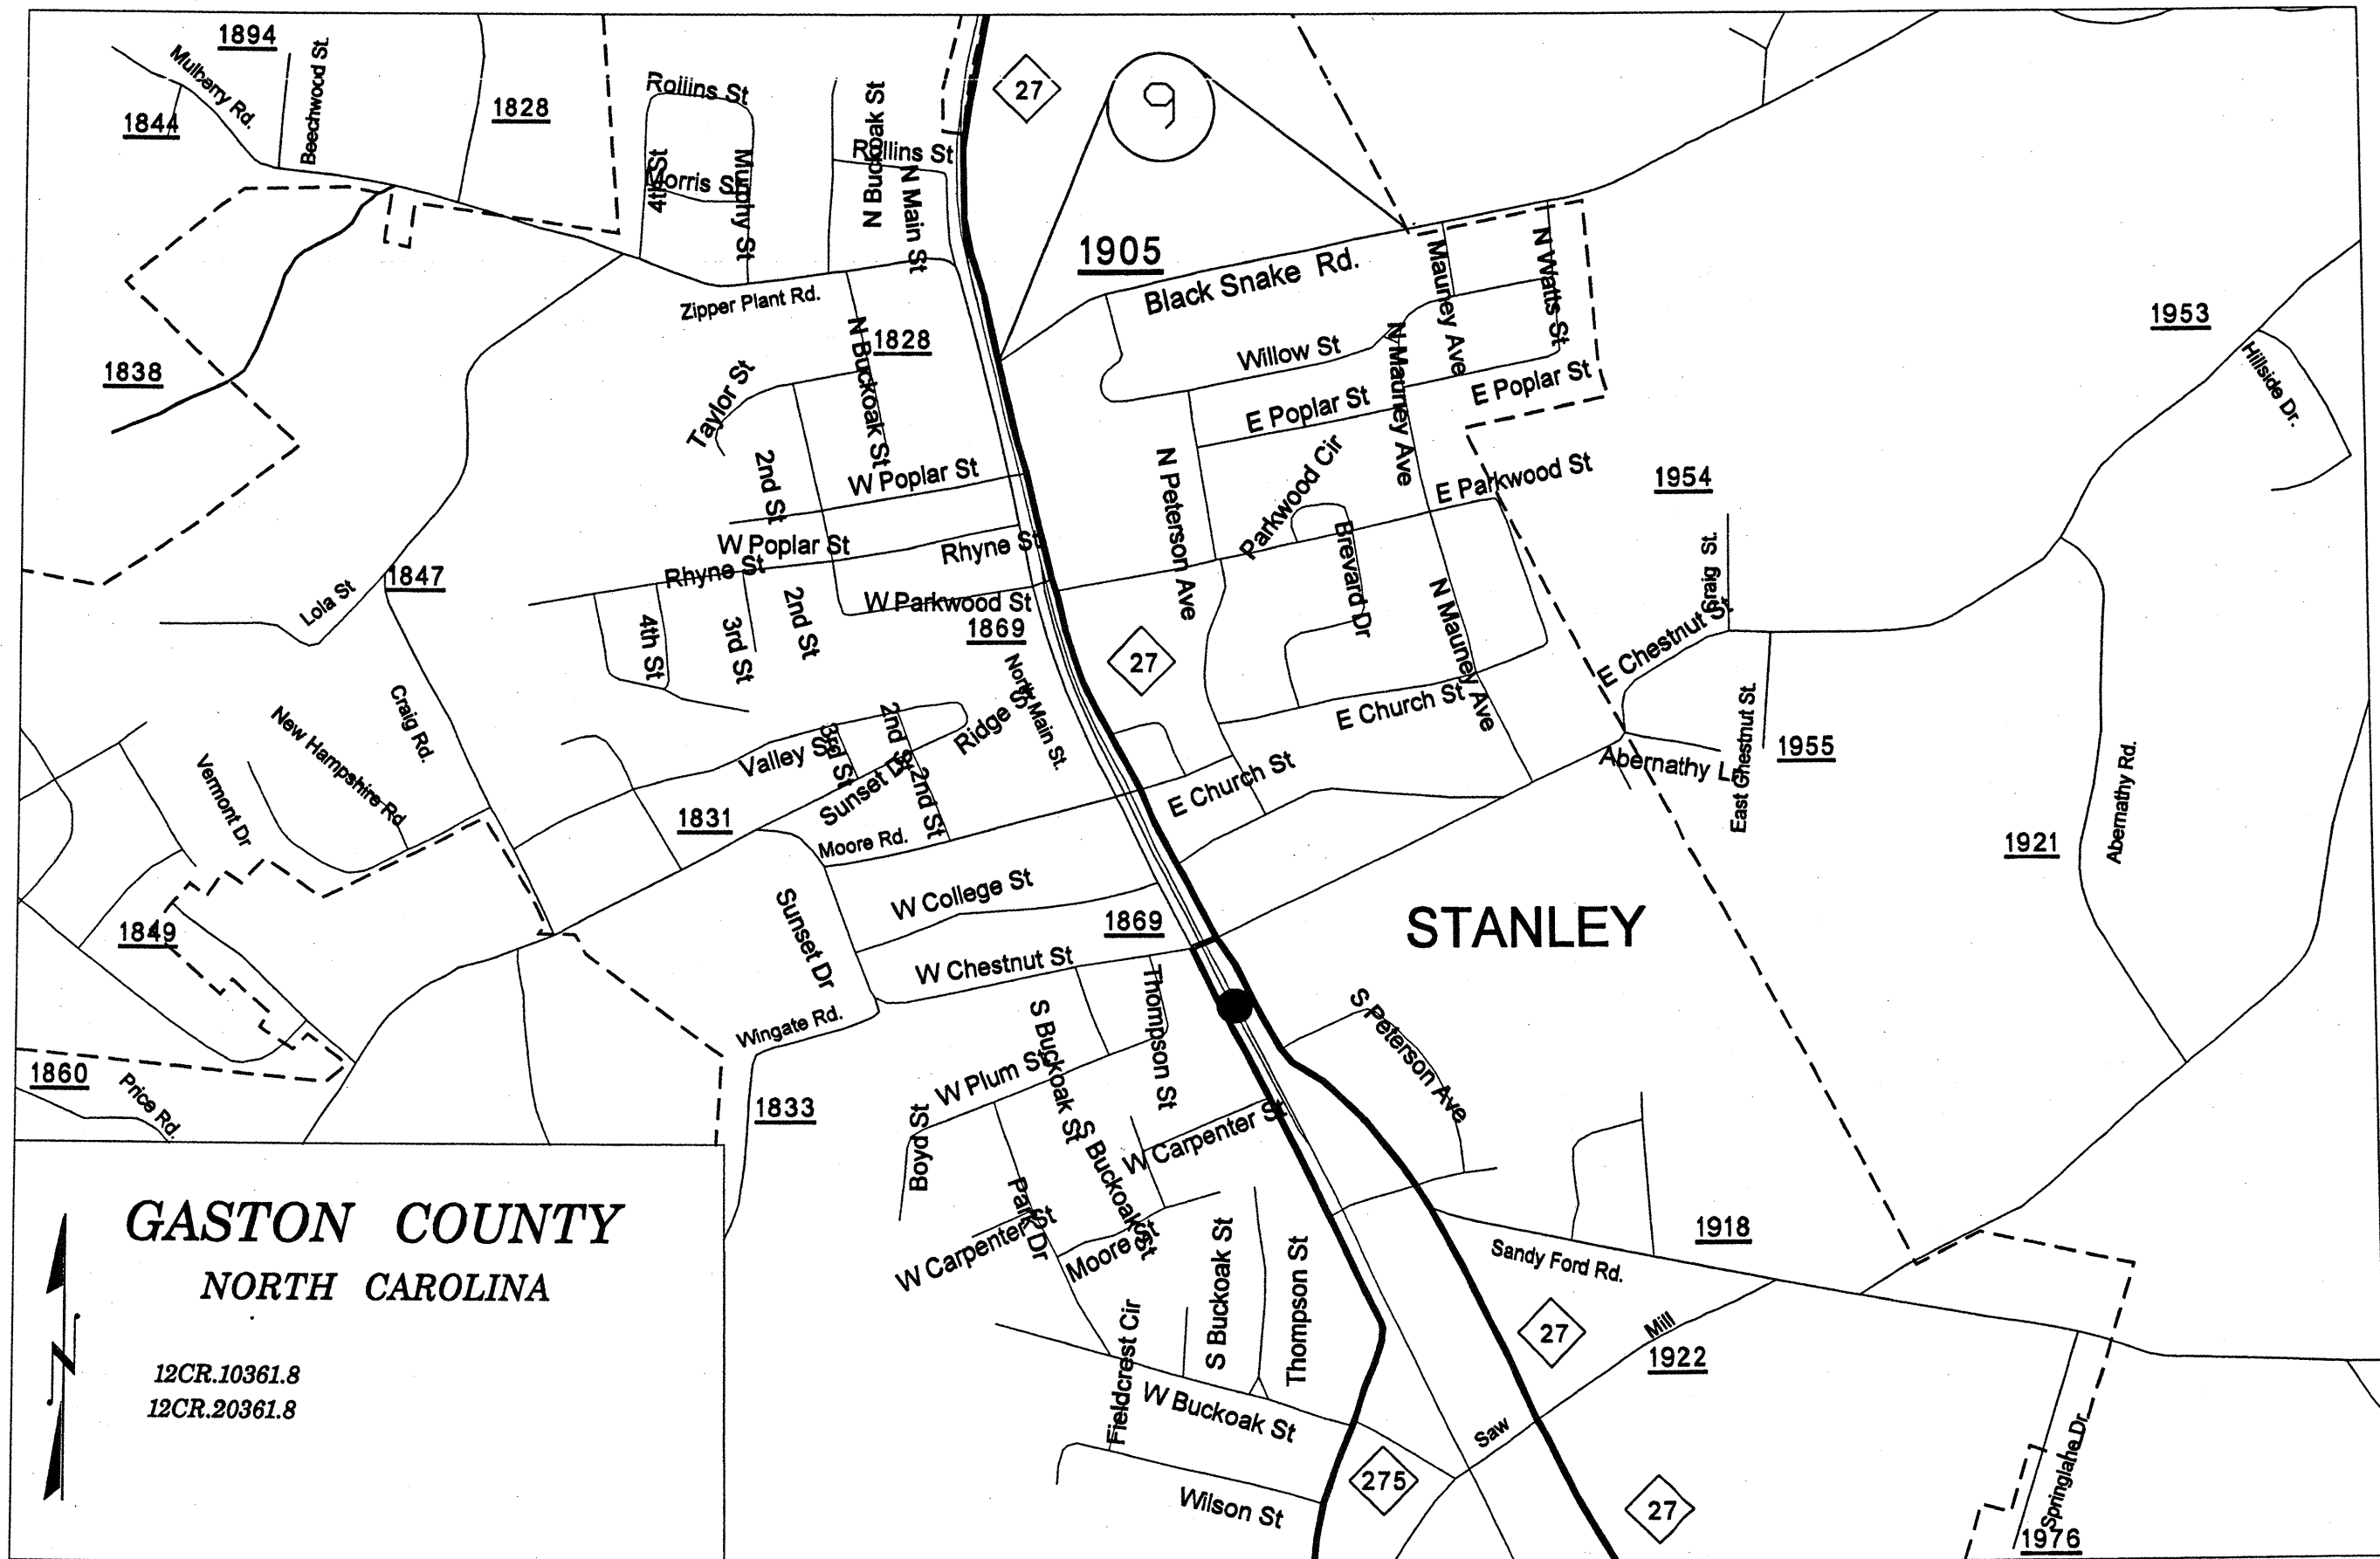 1894
Mulberry Rd.
Beechwood St.
1844
1828
Rollins St
4th St
Morris St
Murphy St
N Buckoak St
Rollins St
N Main St
27
9
1905
Black Snake Rd.
Mauney Ave
N Watts St
1953
Hillside Dr.
Zipper Plant Rd.
N Buckoak St
1828
Taylor St
1838
Willow St
N Mauney Ave
E Poplar St
E Poplar St
2nd St
W Poplar St
N Peterson Ave
Parkwood Cir
E Parkwood St
1954
W Poplar St
Rhyne St
Rhyne St
Brevard Dr
Craig St.
1847
Lola St
W Parkwood St
1869
4th St
3rd St
2nd St
27
N Mauney Ave
E Chestnut St
North Main St.
Craig Rd.
New Hampshire Rd
Vermont Dr
Valley St
3rd St
2nd St
Ridge St
E Church St
E Church St
Abernathy Ln
East Chestnut St.
1955
Abernathy Rd.
1921
1831
Sunset Dr
2nd St
Moore Rd.
Sunset Dr
W College St
1849
1869
STANLEY
W Chestnut St
Thompson St
Wingate Rd.
S Buckoak St
S Peterson Ave
1860
Price Rd.
1833
W Plum St
Boyd St
S Buckoak St
W Carpenter St
Park Dr
W Carpenter St
Moore St
1918
Sandy Ford Rd.
S Buckoak St
Thompson St
27
Mill
1922
Fieldcrest Cir
W Buckoak St
Saw
275
Wilson St
27
1976
GASTON COUNTY
NORTH CAROLINA
N
12CR.10361.8
12CR.20361.8